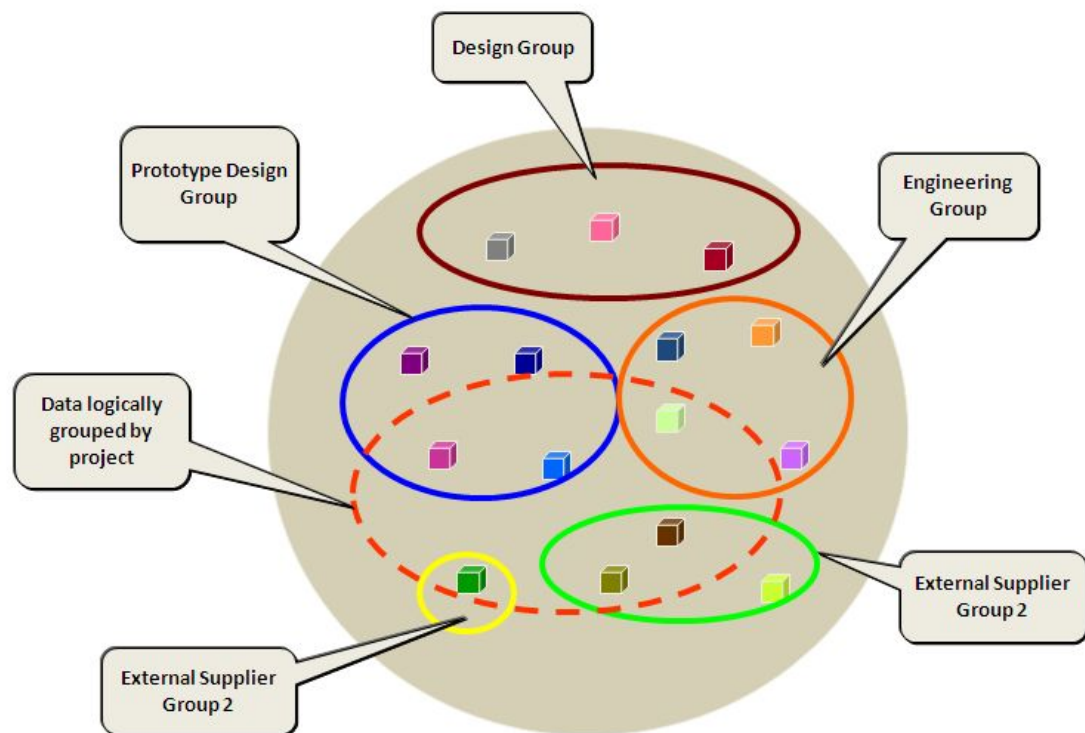 Design Group
Prototype Design
Group
Engineering
Group
Data logically
grouped by
project
External Supplier
Group 2
External Supplier
Group 2